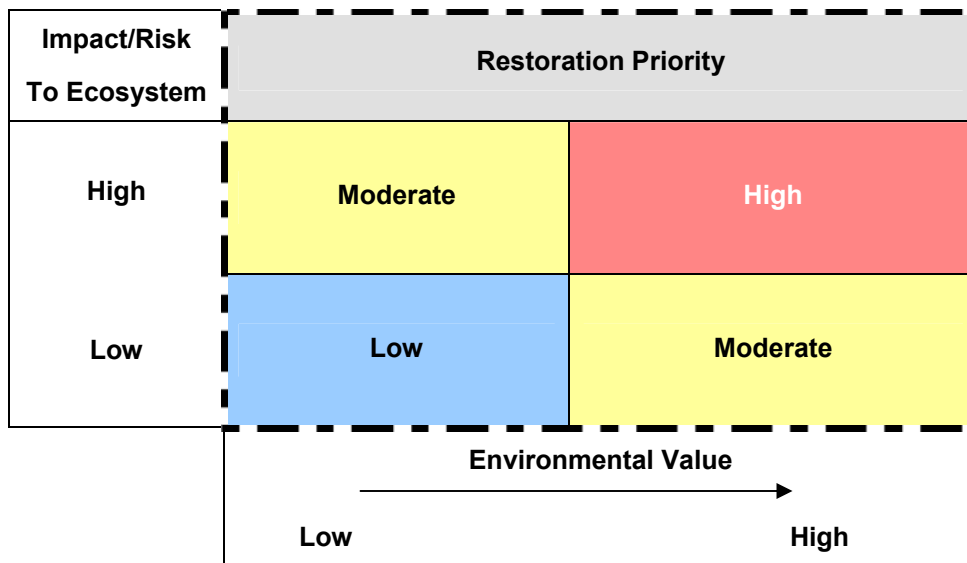 Impact/Risk
To Ecosystem
Restoration Priority
High
Moderate
High
Low
Low
Moderate
Environmental Value
Low
High